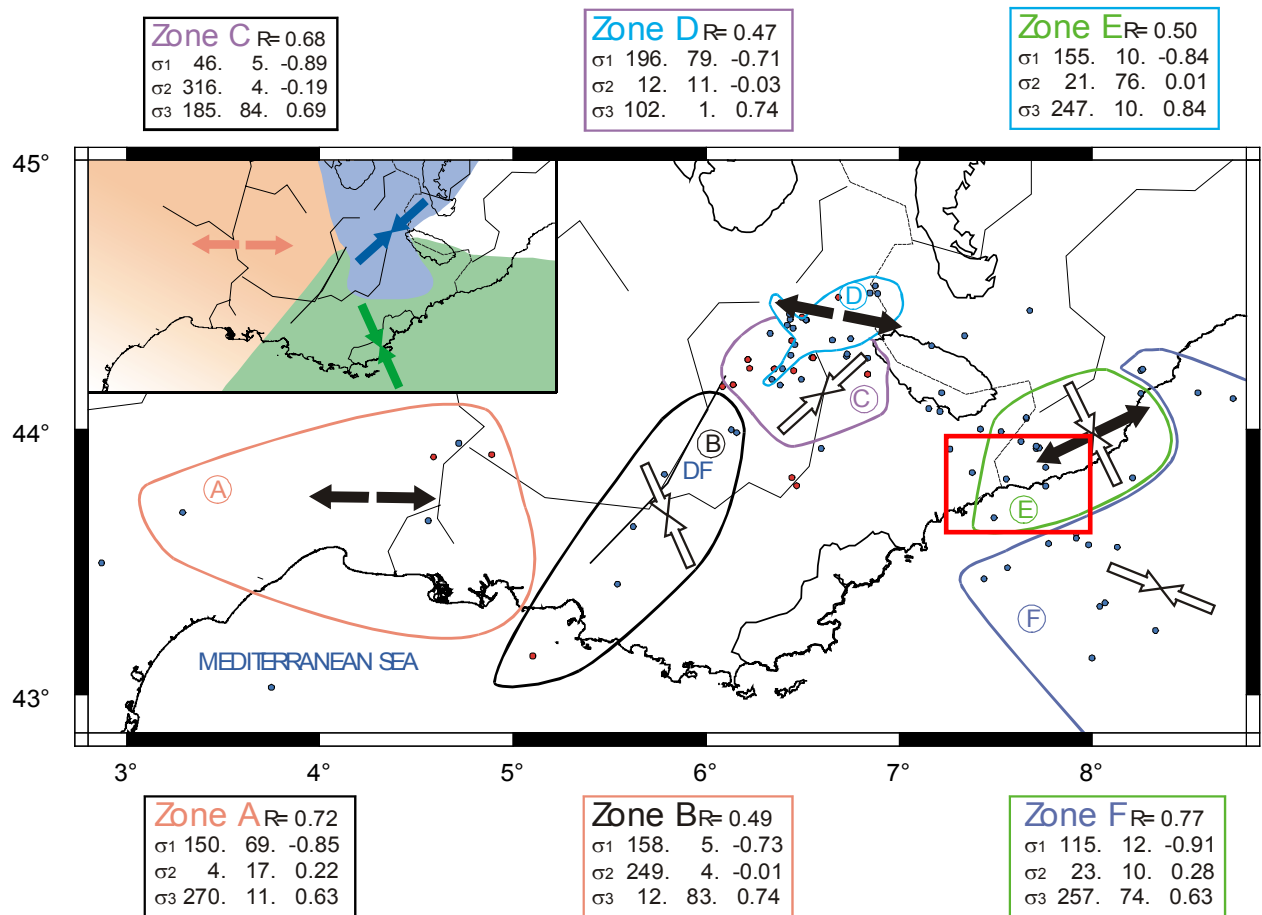 Zone C R= 0.68
σ1 46. 5. -0.89
σ2 316. 4. -0.19
σ3 185. 84. 0.69
Zone D R= 0.47
σ1 196. 79. -0.71
σ2 12. 11. -0.03
σ3 102. 1. 0.74
Zone E R= 0.50
σ1 155. 10. -0.84
σ2 21. 76. 0.01
σ3 247. 10. 0.84
45°
44°
43°
D
C
B
DF
A
E
F
MEDITERRANEAN SEA
3° 4° 5° 6° 7° 8°
Zone A R= 0.72
σ1 150. 69. -0.85
σ2 4. 17. 0.22
σ3 270. 11. 0.63
Zone B R= 0.49
σ1 158. 5. -0.73
σ2 249. 4. -0.01
σ3 12. 83. 0.74
Zone F R= 0.77
σ1 115. 12. -0.91
σ2 23. 10. 0.28
σ3 257. 74. 0.63